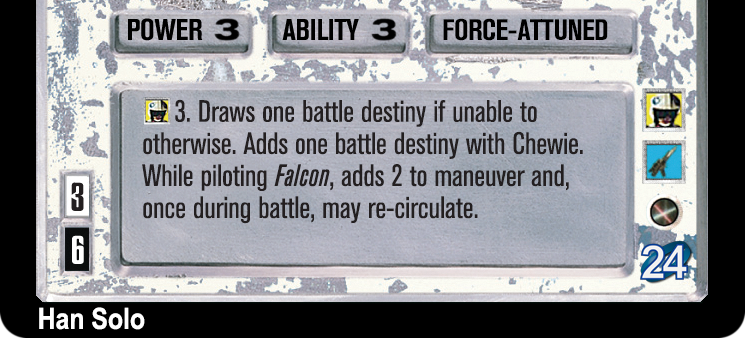 POWER 3 ABILITY 3 FORCE-ATTUNED
3. Draws one battle destiny if unable to
otherwise. Adds one battle destiny with Chewie.
While piloting Falcon, adds 2 to maneuver and,
once during battle, may re-circulate.
3
6
24
Han Solo